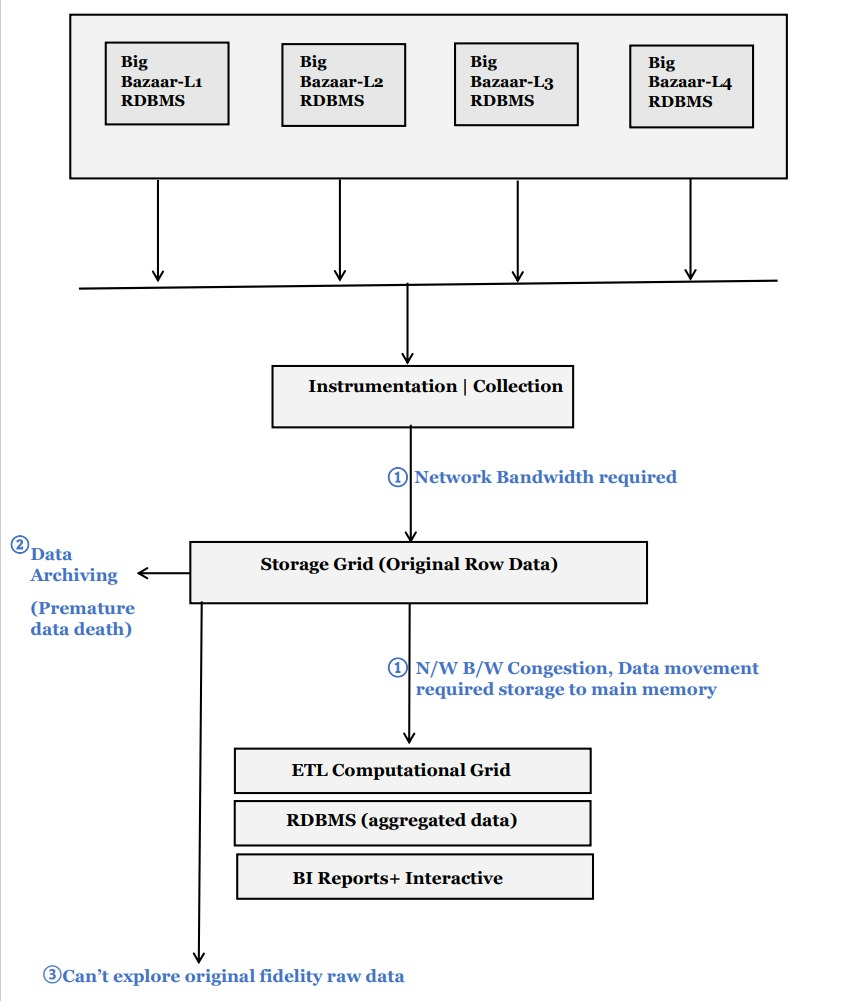 Big
Bazaar-L1
RDBMS
Big
Bazaar-L2
RDBMS
Big
Bazaar-L3
RDBMS
Big
Bazaar-L4
RDBMS
Instrumentation | Collection
① Network Bandwidth required
②
Data
Archiving
(Premature
data death)
Storage Grid (Original Row Data)
① N/W B/W Congestion, Data movement
required storage to main memory
ETL Computational Grid
RDBMS (aggregated data)
BI Reports+ Interactive
③Can't explore original fidelity raw data